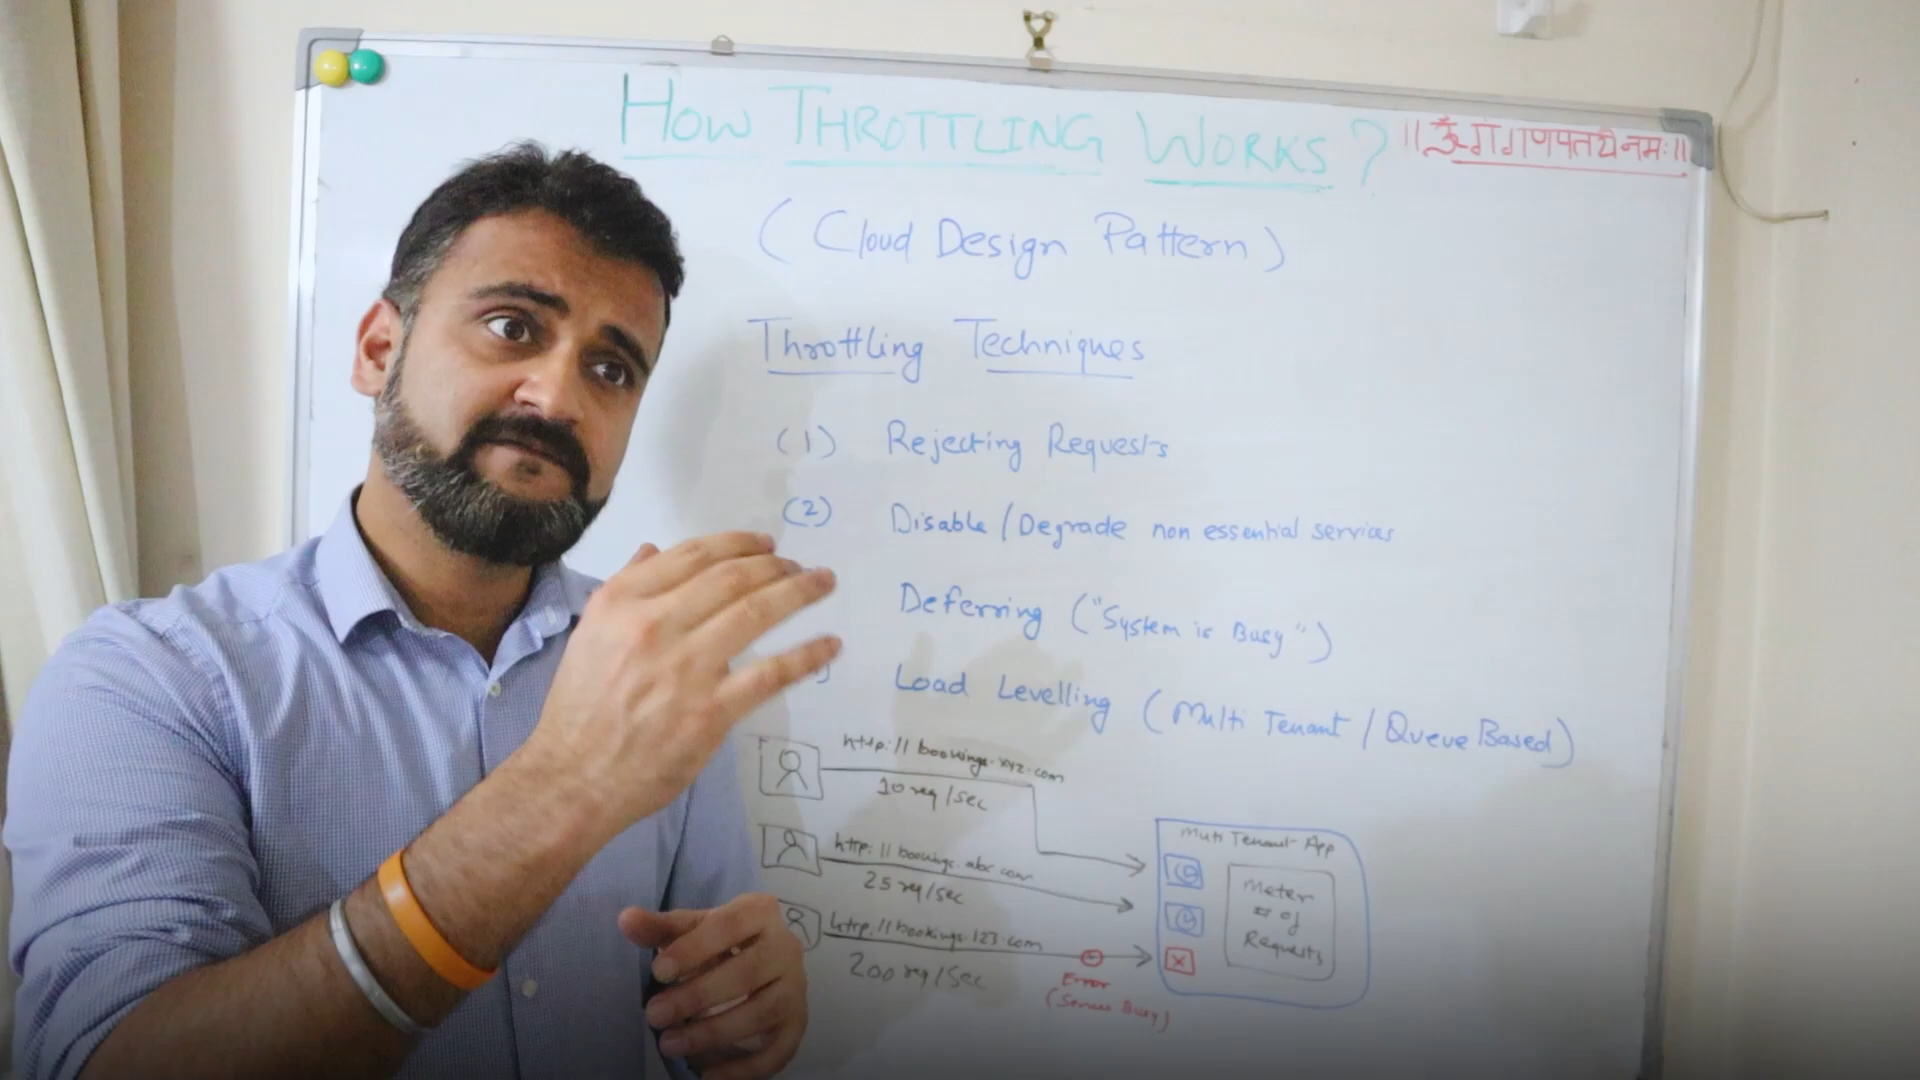 HOW THROTTLING WORKS ?
।। ॐ गं गणपतये नमः ।।
( Cloud Design Pattern )
Throttling Techniques
(1) Rejecting Requests
(2) Disable / Degrade non essential services
Deferring ("System is Busy")
Load Levelling (Multi Tenant / Queue Based)
http://bookings.xyz.com
10 req/sec
http://bookings.abc.com
25 req/sec
http://bookings.123.com
200 req/sec
Error
(Server Busy)
Muti Tenant App
Meter
# of
Requests